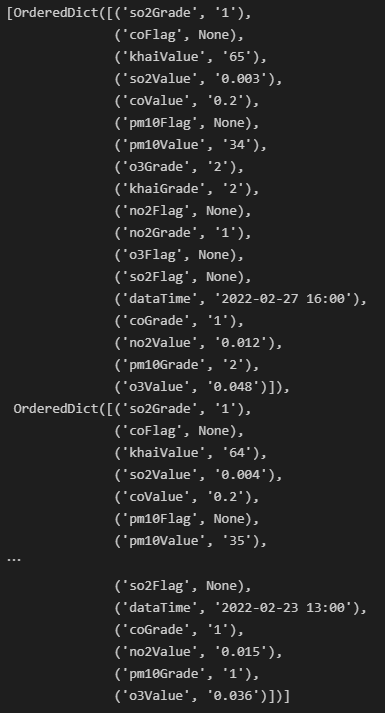 [OrderedDict([('so2Grade', '1'),
('coFlag', None),
('khaiValue', '65'),
('so2Value', '0.003'),
('coValue', '0.2'),
('pm10Flag', None),
('pm10Value', '34'),
('o3Grade', '2'),
('khaiGrade', '2'),
('no2Flag', None),
('no2Grade', '1'),
('o3Flag', None),
('so2Flag', None),
('dataTime', '2022-02-27 16:00'),
('coGrade', '1'),
('no2Value', '0.012'),
('pm10Grade', '2'),
('o3Value', '0.048')]),
OrderedDict([('so2Grade', '1'),
('coFlag', None),
('khaiValue', '64'),
('so2Value', '0.004'),
('coValue', '0.2'),
('pm10Flag', None),
('pm10Value', '35'),
...
('so2Flag', None),
('dataTime', '2022-02-23 13:00'),
('coGrade', '1'),
('no2Value', '0.015'),
('pm10Grade', '1'),
('o3Value', '0.036')])]